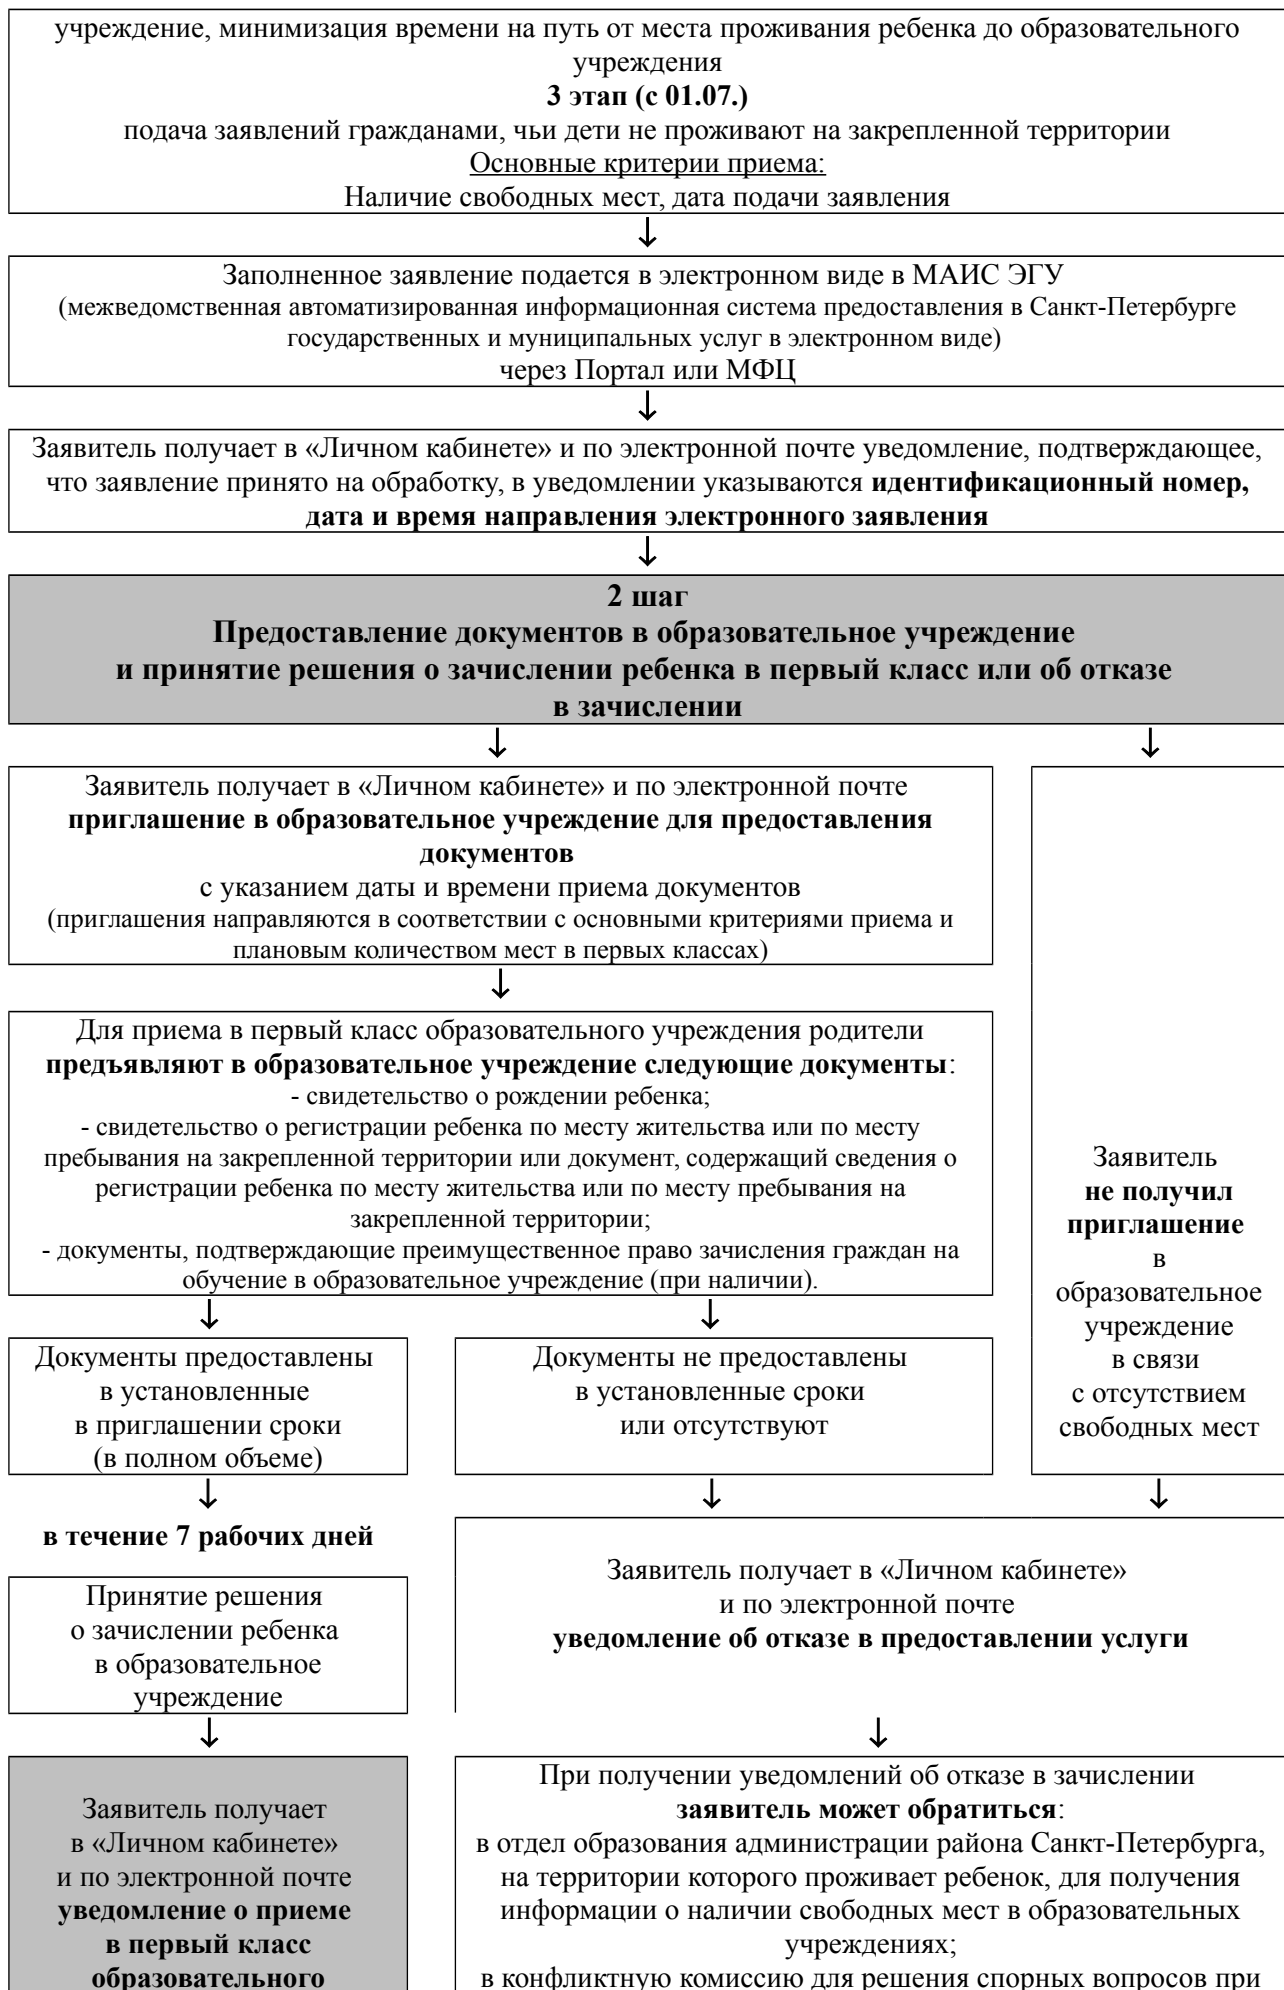 учреждение, минимизация времени на путь от места проживания ребенка до образовательного
учреждения
3 этап (с 01.07.)
подача заявлений гражданами, чьи дети не проживают на закрепленной территории
Основные критерии приема:
Наличие свободных мест, дата подачи заявления
↓
Заполненное заявление подается в электронном виде в МАИС ЭГУ
(межведомственная автоматизированная информационная система предоставления в Санкт-Петербурге
государственных и муниципальных услуг в электронном виде)
через Портал или МФЦ
↓
Заявитель получает в «Личном кабинете» и по электронной почте уведомление, подтверждающее,
что заявление принято на обработку, в уведомлении указываются идентификационный номер,
дата и время направления электронного заявления
↓
2 шаг
Предоставление документов в образовательное учреждение
и принятие решения о зачислении ребенка в первый класс или об отказе
в зачислении
↓ ↓
Заявитель получает в «Личном кабинете» и по электронной почте
приглашение в образовательное учреждение для предоставления
документов
с указанием даты и времени приема документов
(приглашения направляются в соответствии с основными критериями приема и
плановым количеством мест в первых классах)
↓
Для приема в первый класс образовательного учреждения родители
предъявляют в образовательное учреждение следующие документы:
- свидетельство о рождении ребенка;
- свидетельство о регистрации ребенка по месту жительства или по месту
пребывания на закрепленной территории или документ, содержащий сведения о
регистрации ребенка по месту жительства или по месту пребывания на
закрепленной территории;
- документы, подтверждающие преимущественное право зачисления граждан на
обучение в образовательное учреждение (при наличии).
Заявитель
не получил
приглашение
в
образовательное
учреждение
в связи
с отсутствием
свободных мест
↓ ↓
Документы предоставлены
в установленные
в приглашении сроки
(в полном объеме)
Документы не предоставлены
в установленные сроки
или отсутствуют
↓ ↓ ↓
в течение 7 рабочих дней
Принятие решения
о зачислении ребенка
в образовательное
учреждение
Заявитель получает в «Личном кабинете»
и по электронной почте
уведомление об отказе в предоставлении услуги
↓ ↓
Заявитель получает
в «Личном кабинете»
и по электронной почте
уведомление о приеме
в первый класс
образовательного
При получении уведомлений об отказе в зачислении
заявитель может обратиться:
в отдел образования администрации района Санкт-Петербурга,
на территории которого проживает ребенок, для получения
информации о наличии свободных мест в образовательных
учреждениях;
в конфликтную комиссию для решения спорных вопросов при